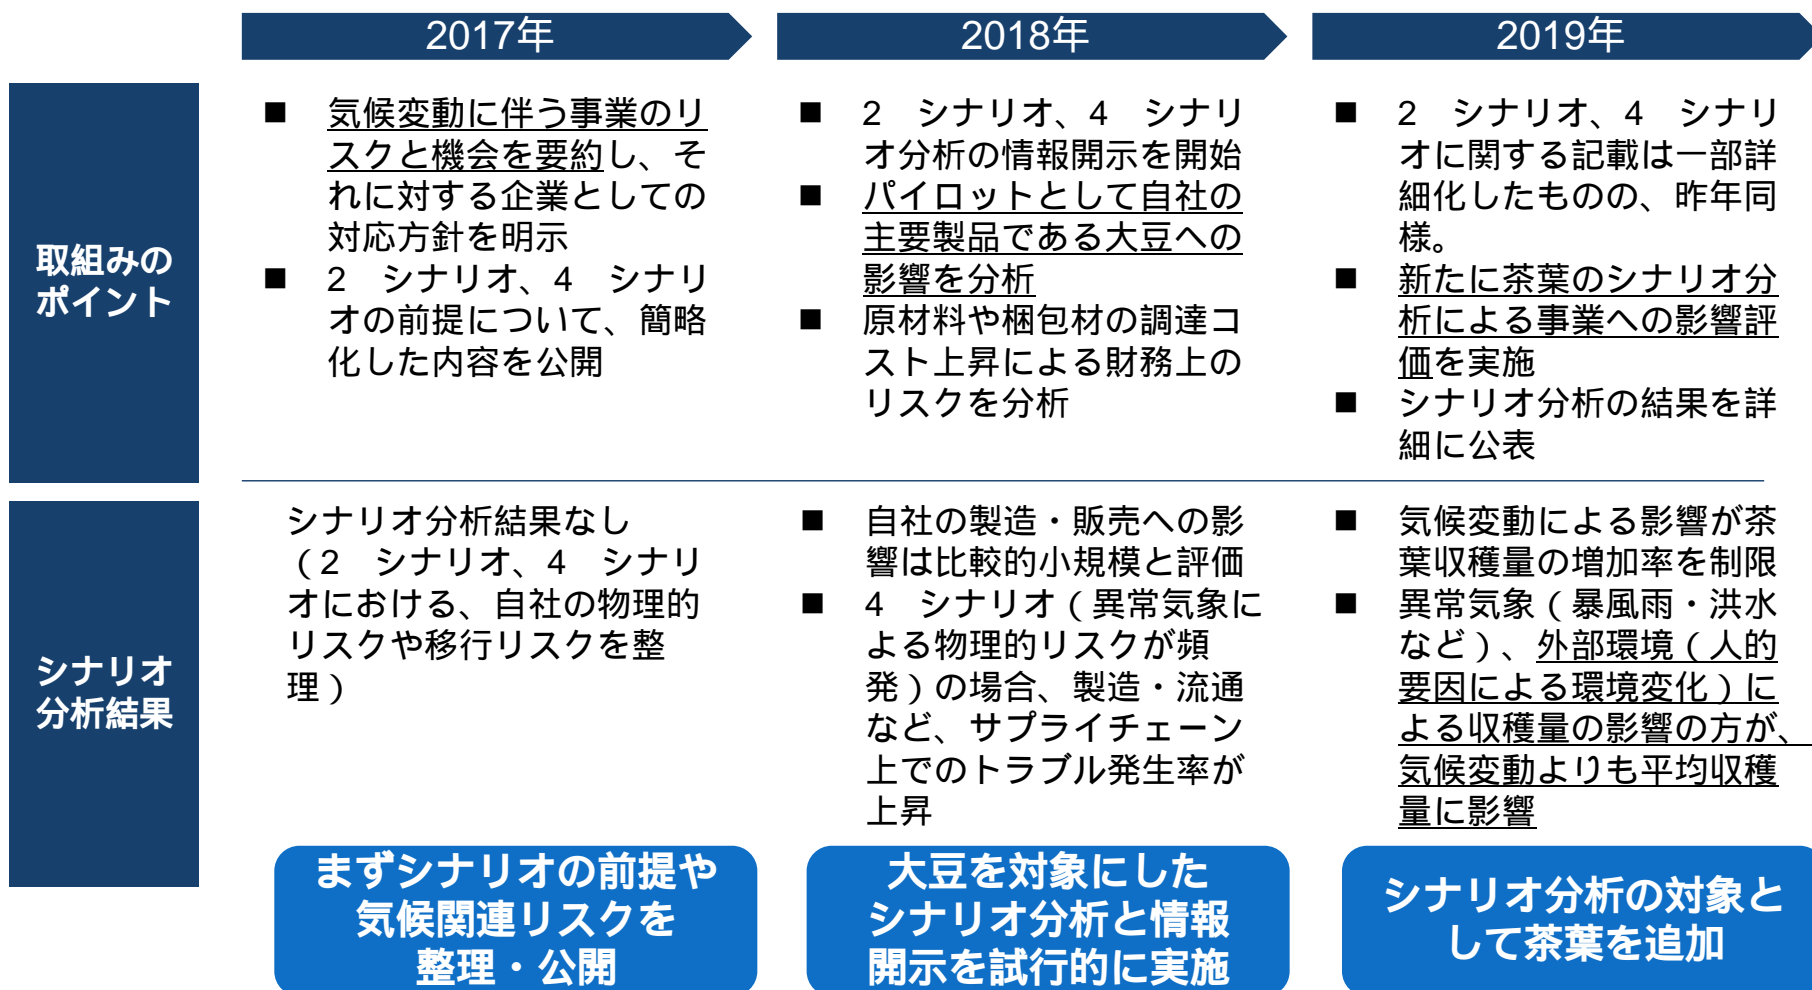 2017年
2018年
2019年
取組みの
ポイント
■ 気候変動に伴う事業のリ
スクと機会を要約し、そ
れに対する企業としての
対応方針を明示
■ 2　シナリオ、4　シナリ
オの前提について、簡略
化した内容を公開
■ 2　シナリオ、4　シナリ
オ分析の情報開示を開始
■ パイロットとして自社の
主要製品である大豆への
影響を分析
■ 原材料や梱包材の調達コ
スト上昇による財務上の
リスクを分析
■ 2　シナリオ、4　シナリ
オに関する記載は一部詳
細化したものの、昨年同
様。
■ 新たに茶葉のシナリオ分
析による事業への影響評
価を実施
■ シナリオ分析の結果を詳
細に公表
シナリオ
分析結果
シナリオ分析結果なし
（2　シナリオ、4　シナリ
オにおける、自社の物理的
リスクや移行リスクを整
理）
■ 自社の製造・販売への影
響は比較的小規模と評価
■ 4　シナリオ（異常気象に
よる物理的リスクが頻
発）の場合、製造・流通
など、サプライチェーン
上でのトラブル発生率が
上昇
■ 気候変動による影響が茶
葉収穫量の増加率を制限
■ 異常気象（暴風雨・洪水
など）、外部環境（人的
要因による環境変化）に
よる収穫量の影響の方が、
気候変動よりも平均収穫
量に影響
まずシナリオの前提や
気候関連リスクを
整理・公開
大豆を対象にした
シナリオ分析と情報
開示を試行的に実施
シナリオ分析の対象と
して茶葉を追加